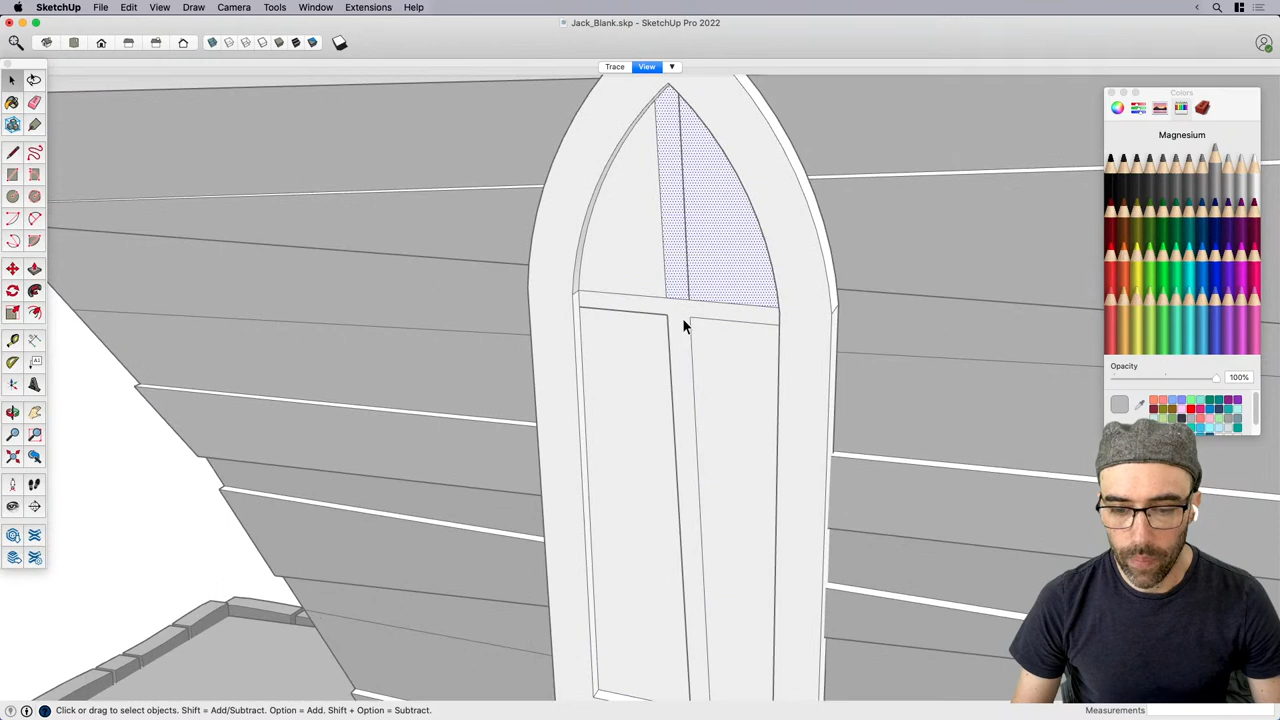 SketchUp File Edit View Draw Camera Tools Window Extensions Help
Jack_Blank.skp - SketchUp Pro 2022
Trace View
Colors
Magnesium
Opacity
100%
Click or drag to select objects. Shift = Add/Subtract. Option = Add. Shift + Option = Subtract.
Measurements